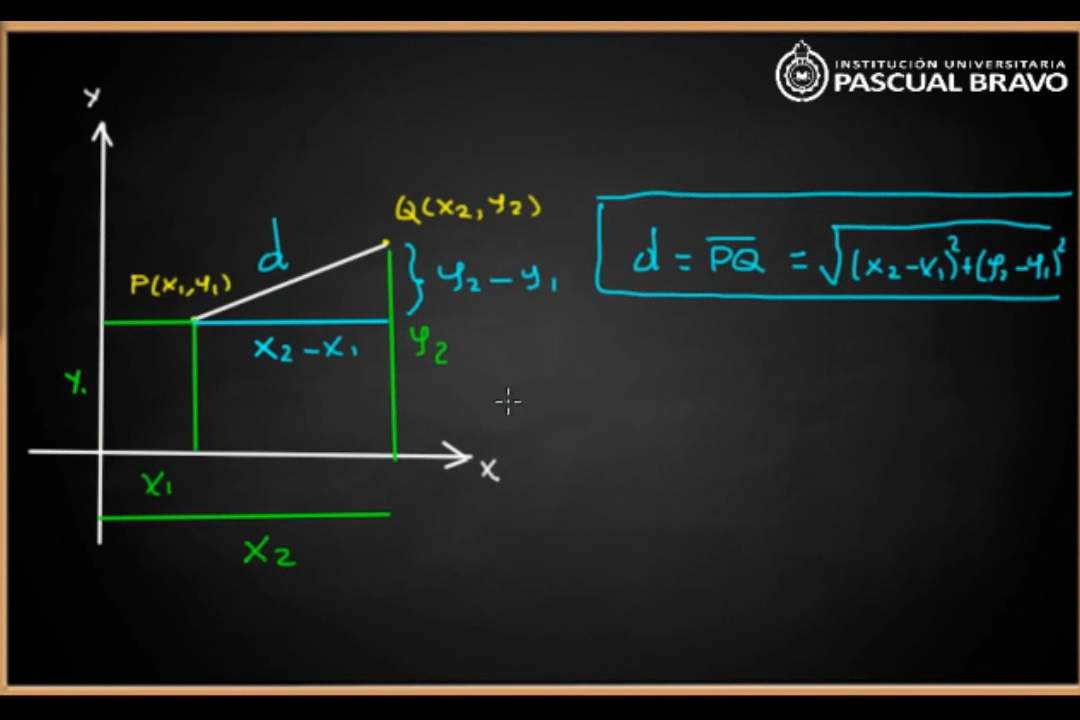 INSTITUCIÓN UNIVERSITARIA
PASCUAL BRAVO
y
Q(x₂, y₂)
d
P(x₁, y₁)
} y₂ - y₁
d = P̅Q̅ = √(x₂ - x₁)² + (y₂ - y₁)²
x₂ - x₁
y₂
y₁
x
x₁
x₂